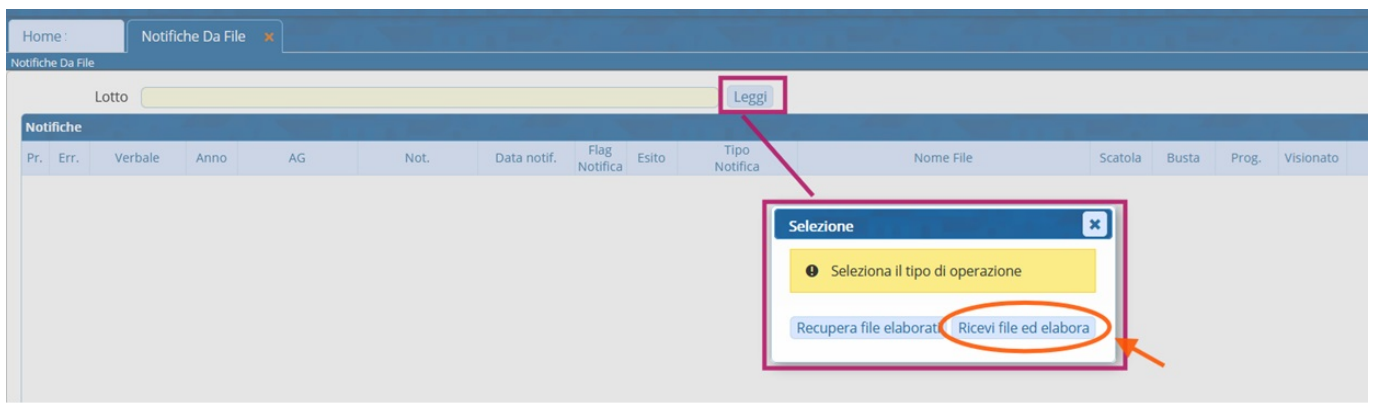 Home :
Notifiche Da File
Notifiche Da File
Lotto
Leggi
Notifiche
Pr. Err. Verbale Anno AG Not. Data notif. Flag Notifica Esito Tipo Notifica Nome File Scatola Busta Prog. Visionato
Selezione
Seleziona il tipo di operazione
Recupera file elaborati
Ricevi file ed elabora